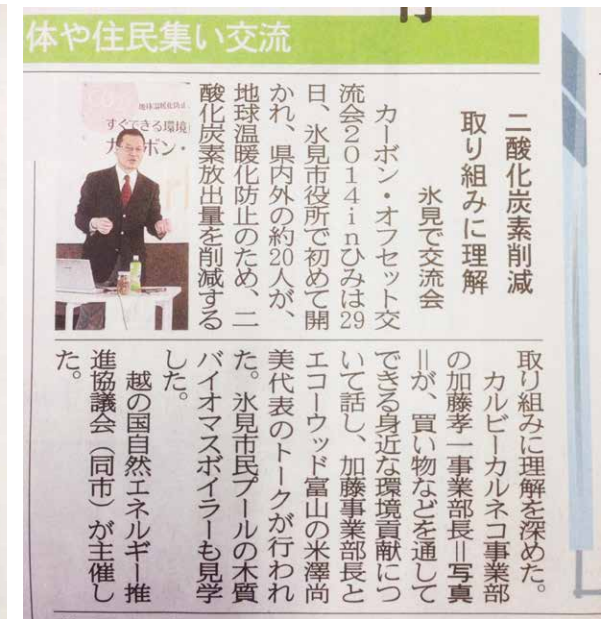 体や住民集い交流
二酸化炭素削減
取り組みに理解
氷見で交流会
カーボン・オフセット交
流会2014inひみは29
日、氷見市役所で初めて開
かれ、県内外の約20人が、
地球温暖化防止のため、二
酸化炭素放出量を削減する
すぐできる環境
取り組みに理解を深めた。
カルビーカルネコ事業部
の加藤孝一事業部長＝写真
＝が、買い物などを通して
できる身近な環境貢献につ
いて話し、加藤事業部長と
エコーウッド富山の米澤尚
美代表のトークが行われ
た。氷見市民プールの木質
バイオマスボイラーも見学
した。
越の国自然エネルギー推
進協議会（同市）が主催し
た。